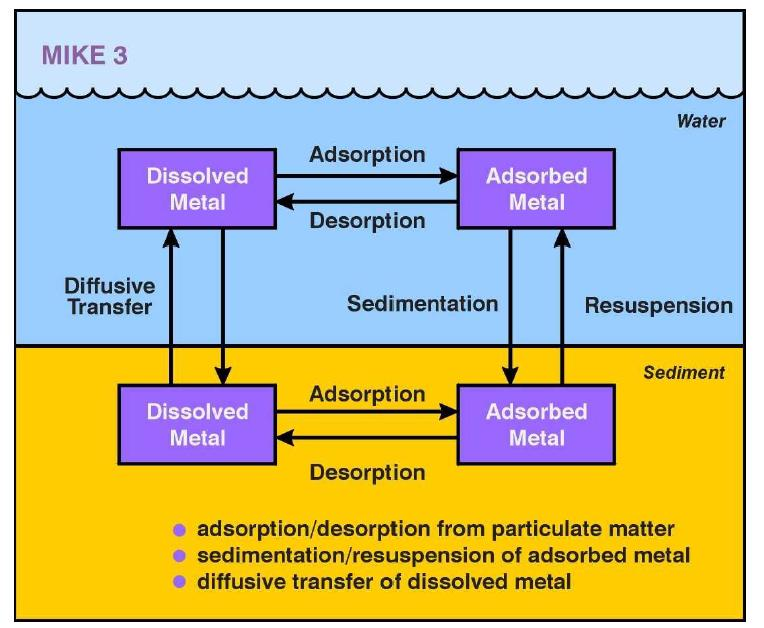 MIKE 3
Water
Adsorption
Dissolved
Metal
Adsorbed
Metal
Desorption
Diffusive
Transfer
Sedimentation
Resuspension
Sediment
Adsorption
Dissolved
Metal
Adsorbed
Metal
Desorption
adsorption/desorption from particulate matter
sedimentation/resuspension of adsorbed metal
diffusive transfer of dissolved metal